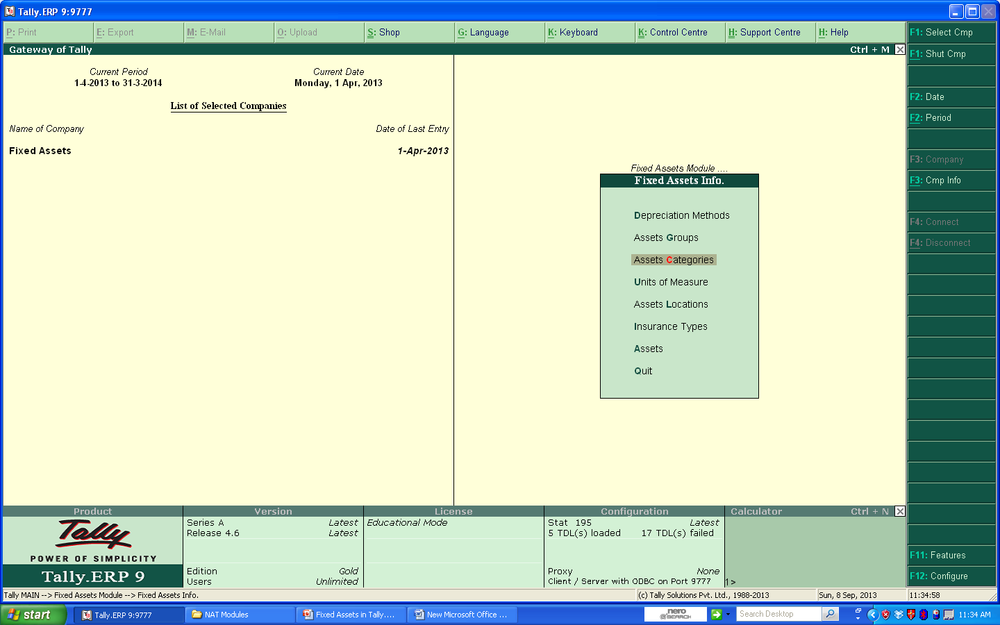 Tally.ERP 9:9777
P: Print
E: Export
M: E-Mail
O: Upload
S: Shop
G: Language
K: Keyboard
K: Control Centre
H: Support Centre
H: Help
Gateway of Tally
Ctrl + M
Current Period
1-4-2013 to 31-3-2014
Current Date
Monday, 1 Apr, 2013
List of Selected Companies
Name of Company
Date of Last Entry
Fixed Assets
1-Apr-2013
Fixed Assets Module ....
Fixed Assets Info.
Depreciation Methods
Assets Groups
Assets Categories
Units of Measure
Assets Locations
Insurance Types
Assets
Quit
F1: Select Cmp
F1: Shut Cmp
F2: Date
F2: Period
F3: Company
F3: Cmp Info
F4: Connect
F4: Disconnect
F11: Features
F12: Configure
Product
Tally
POWER OF SIMPLICITY
Tally.ERP 9
Version
Series A Latest
Release 4.6 Latest
Edition Gold
Users Unlimited
License
Educational Mode
Configuration
Stat 195 Latest
5 TDL(s) loaded 17 TDL(s) failed
Proxy None
Client / Server with ODBC on Port 9777
Calculator Ctrl + N
1>
Tally MAIN --> Fixed Assets Module --> Fixed Assets Info.
(c) Tally Solutions Pvt. Ltd., 1988-2013
Sun, 8 Sep, 2013
11:34:58
start
Tally.ERP 9:9777
NAT Modules
Fixed Assets in Tally....
New Microsoft Office ...
nero
SEARCH
Search Desktop
11:34 AM